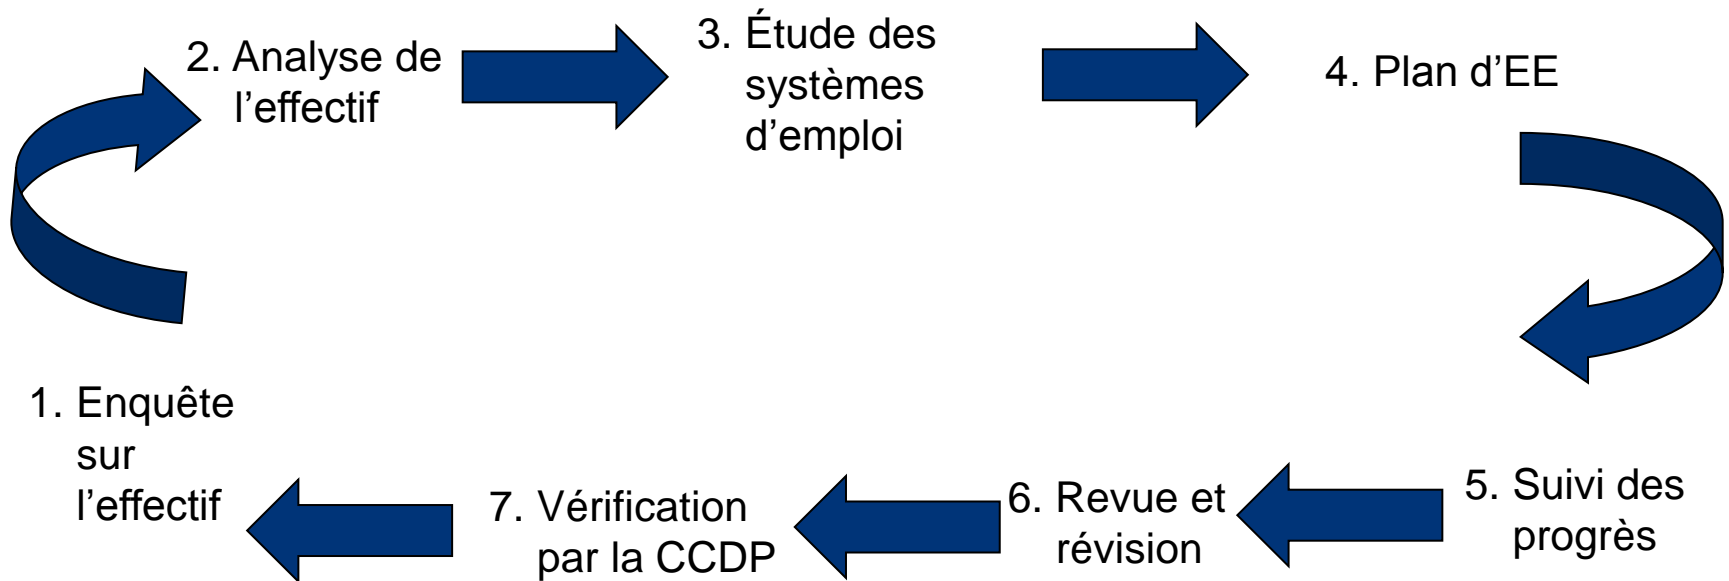 1. Enquête
sur
l’effectif
2. Analyse de
l’effectif
3. Étude des
systèmes
d’emploi
4. Plan d’EE
5. Suivi des
progrès
6. Revue et
révision
7. Vérification
par la CCDP